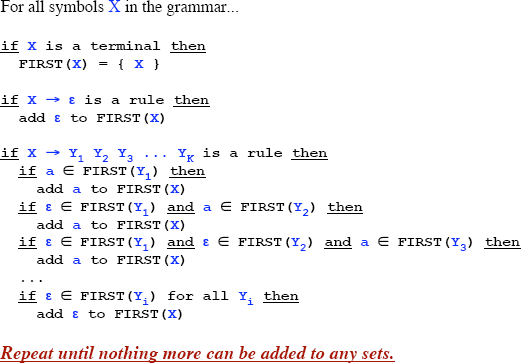 For all symbols X in the grammar...
if X is a terminal then
FIRST(X) = { X }
if X → ε is a rule then
add ε to FIRST(X)
if X → Y₁ Y₂ Y₃ ... Yₖ is a rule then
if a ∈ FIRST(Y₁) then
add a to FIRST(X)
if ε ∈ FIRST(Y₁) and a ∈ FIRST(Y₂) then
add a to FIRST(X)
if ε ∈ FIRST(Y₁) and ε ∈ FIRST(Y₂) and a ∈ FIRST(Y₃) then
add a to FIRST(X)
...
if ε ∈ FIRST(Yᵢ) for all Yᵢ then
add ε to FIRST(X)
Repeat until nothing more can be added to any sets.